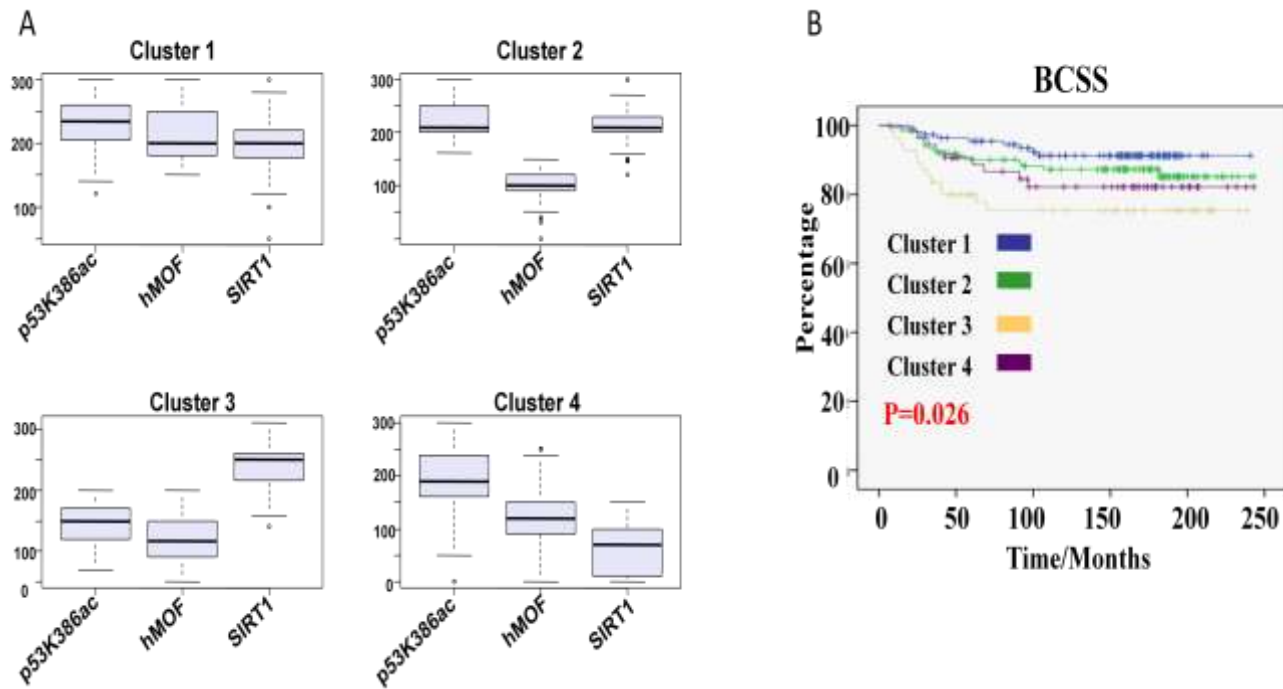 A
Cluster 1
300
200
100
p53K386ac
hMOF
SIRT1
Cluster 2
300
200
100
0
p53K386ac
hMOF
SIRT1
Cluster 3
300
200
100
0
p53K386ac
hMOF
SIRT1
Cluster 4
300
200
100
0
p53K386ac
hMOF
SIRT1
B
BCSS
Percentage
100
80
60
40
20
0
Cluster 1
Cluster 2
Cluster 3
Cluster 4
P=0.026
0 50 100 150 200 250
Time/Months